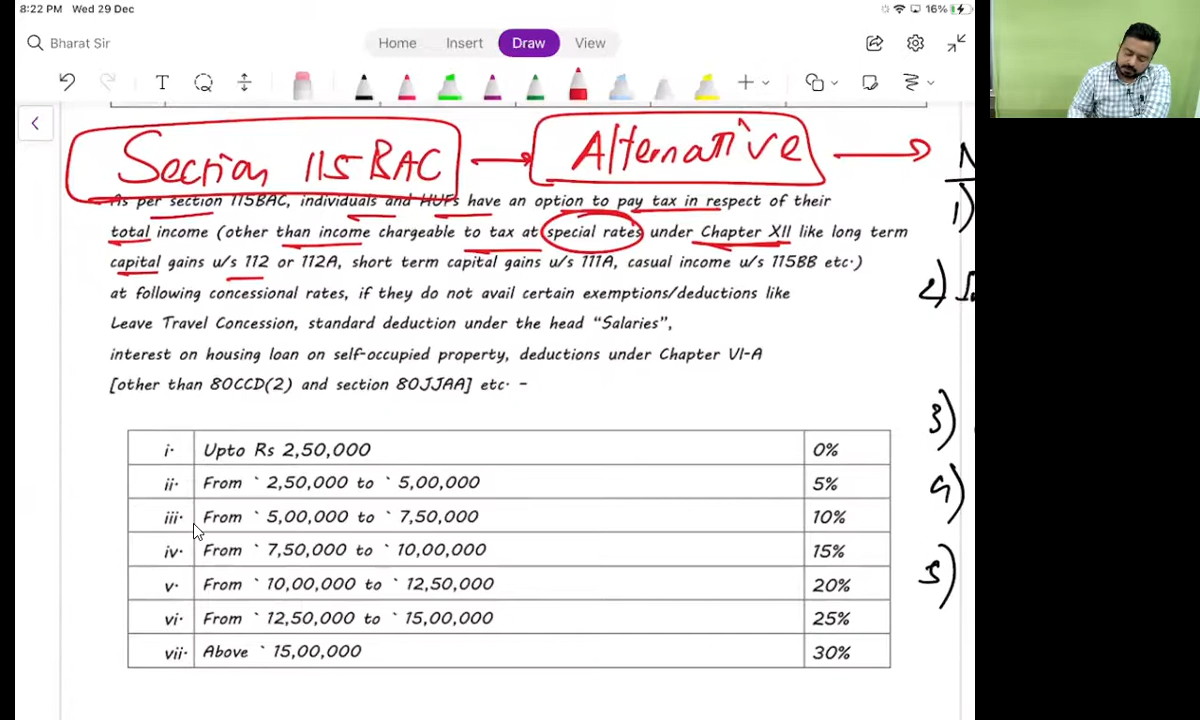 8:22 PM Wed 29 Dec
16%
Bharat Sir
Home Insert Draw View
T
Section 115BAC → Alternative →
As per section 115BAC, individuals and HUFs have an option to pay tax in respect of their
1)
total income (other than income chargeable to tax at special rates under Chapter XII like long term
capital gains u/s 112 or 112A, short term capital gains u/s 111A, casual income u/s 115BB etc.)
2)
at following concessional rates, if they do not avail certain exemptions/deductions like
Leave Travel Concession, standard deduction under the head “Salaries”,
interest on housing loan on self-occupied property, deductions under Chapter VI-A
[other than 80CCD(2) and section 80JJAA] etc. -
3)
i. Upto Rs 2,50,000 0%
ii. From ` 2,50,000 to ` 5,00,000 5%
4)
iii. From ` 5,00,000 to ` 7,50,000 10%
iv. From ` 7,50,000 to ` 10,00,000 15%
5)
v. From ` 10,00,000 to ` 12,50,000 20%
vi. From ` 12,50,000 to ` 15,00,000 25%
vii. Above ` 15,00,000 30%